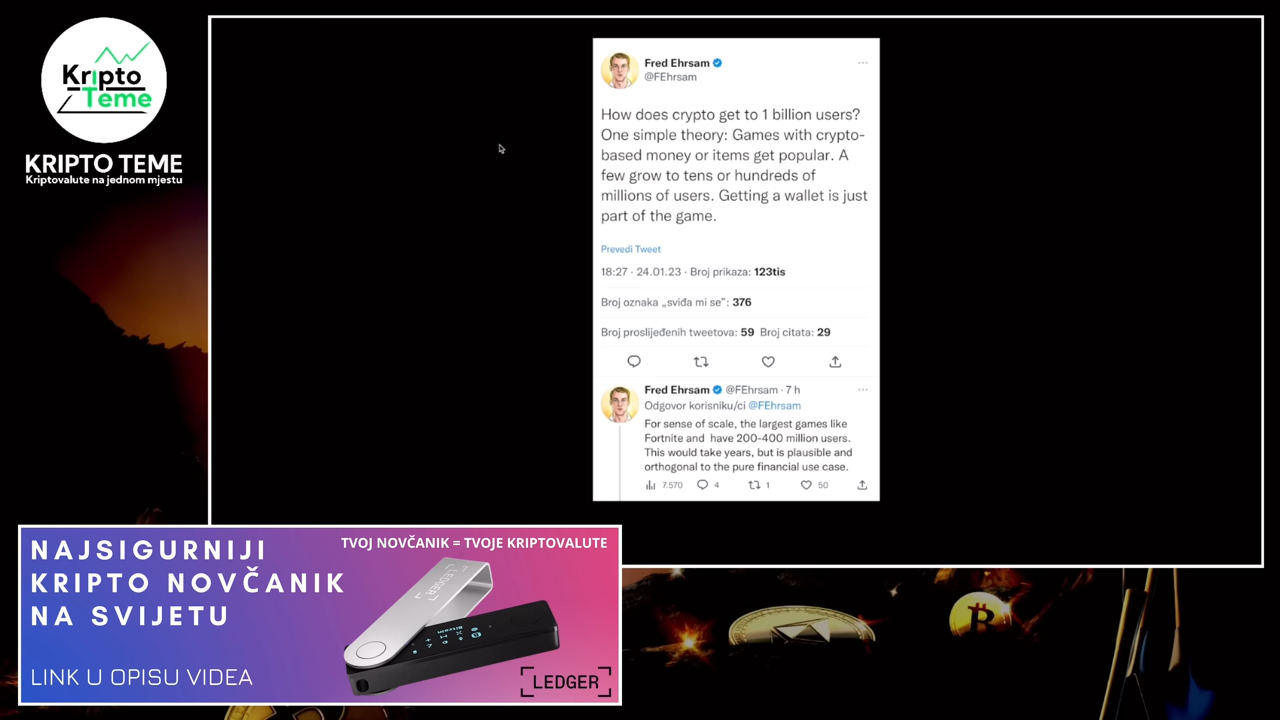 Kripto
Teme
KRIPTO TEME
Kriptovalute na jednom mjestu
Fred Ehrsam
@FEhrsam
How does crypto get to 1 billion users?
One simple theory: Games with crypto-
based money or items get popular. A
few grow to tens or hundreds of
millions of users. Getting a wallet is just
part of the game.
Prevedi Tweet
18:27 · 24.01.23 · Broj prikaza: 123tis
Broj oznaka „sviđa mi se”: 376
Broj proslijeđenih tweetova: 59 Broj citata: 29
Fred Ehrsam @FEhrsam · 7 h
Odgovor korisniku/ci @FEhrsam
For sense of scale, the largest games like
Fortnite and have 200-400 million users.
This would take years, but is plausible and
orthogonal to the pure financial use case.
7.570 4 1 50
NAJSIGURNIJI
KRIPTO NOVČANIK
NA SVIJETU
LINK U OPISU VIDEA
TVOJ NOVČANIK = TVOJE KRIPTOVALUTE
LEDGER
Bitcoin
LEDGER